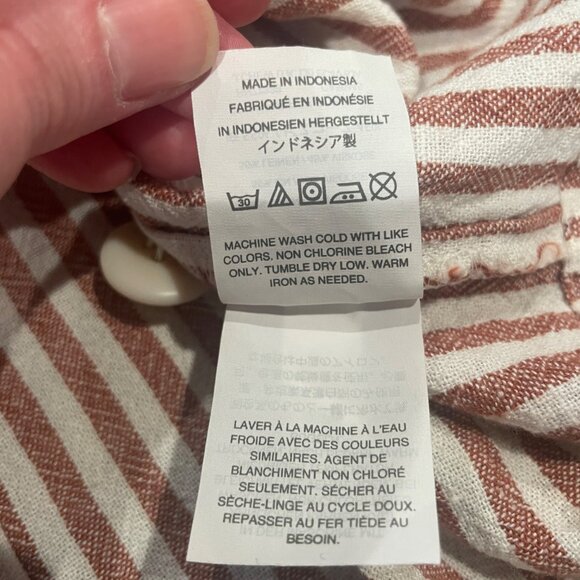 MADE IN INDONESIA
FABRIQUÉ EN INDONÉSIE
IN INDONESIEN HERGESTELLT
インドネシア製
30
MACHINE WASH COLD WITH LIKE
COLORS. NON CHLORINE BLEACH
ONLY. TUMBLE DRY LOW. WARM
IRON AS NEEDED.
LAVER À LA MACHINE À L'EAU
FROIDE AVEC DES COULEURS
SIMILAIRES. AGENT DE
BLANCHIMENT NON CHLORÉ
SEULEMENT. SÉCHER AU
SÈCHE-LINGE AU CYCLE DOUX.
REPASSER AU FER TIÈDE AU
BESOIN.